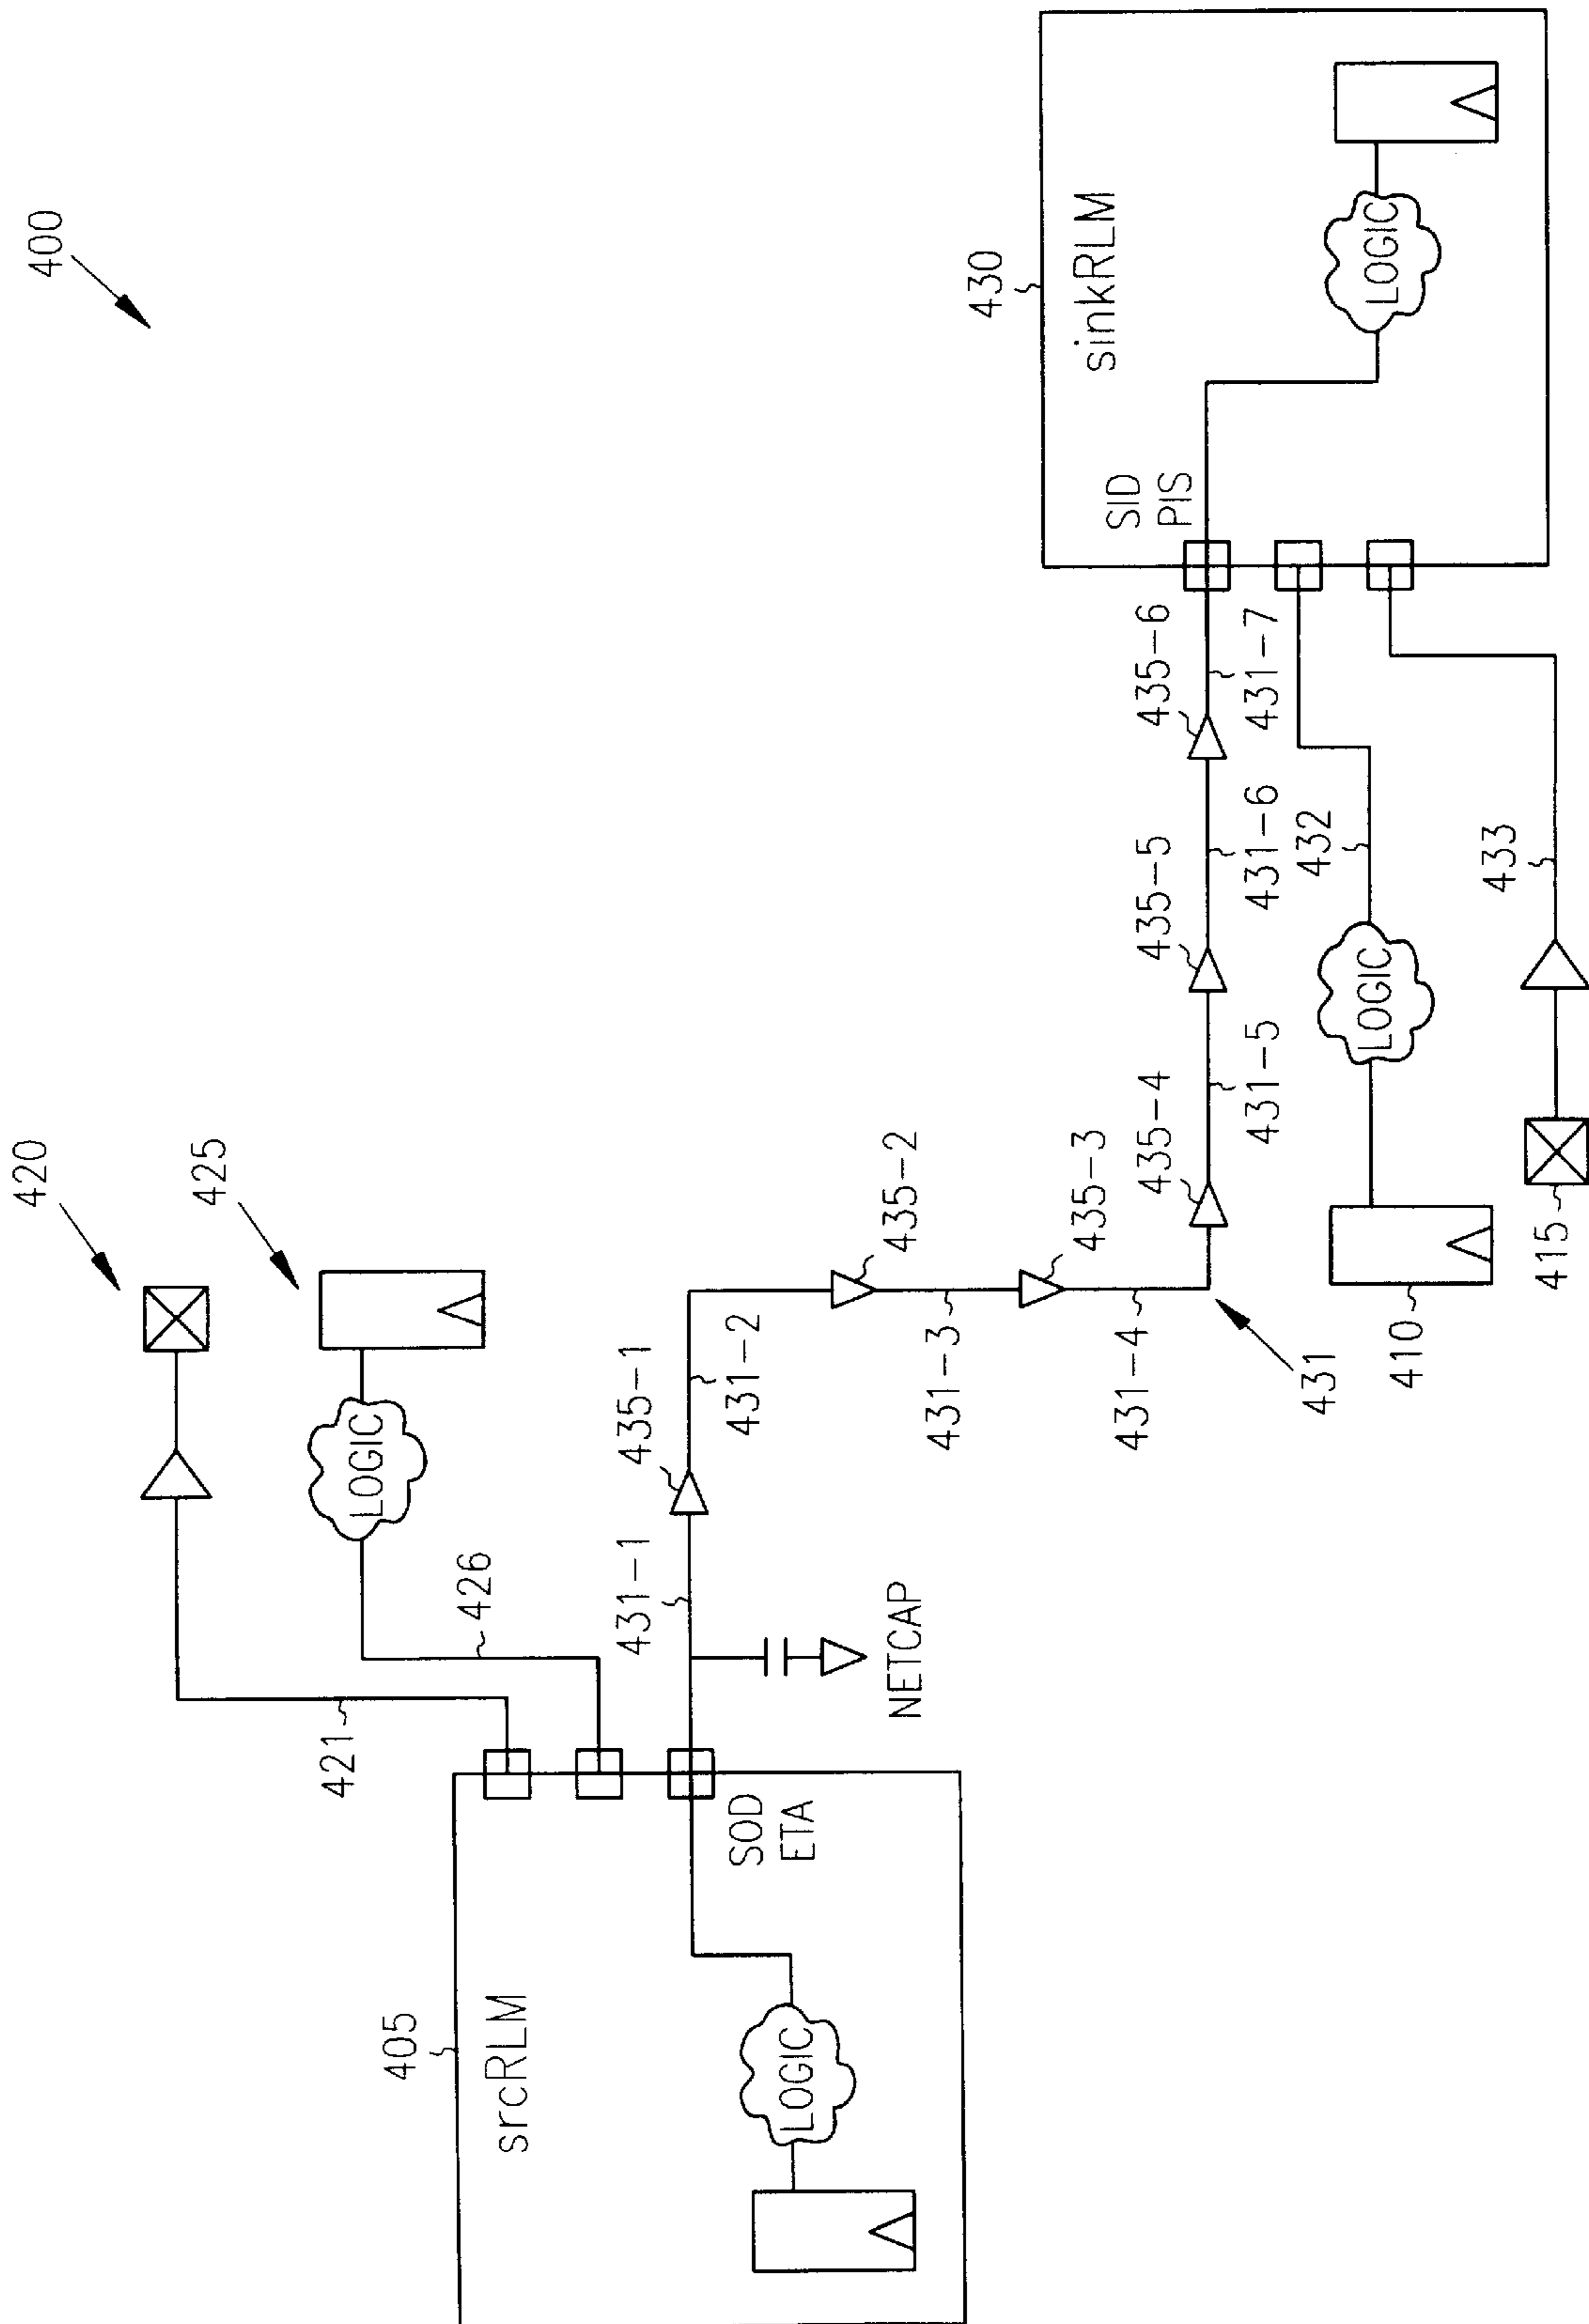 400
420
425
421
426
405
srcRLM
LOGIC
LOGIC
SOD
ETA
NETCAP
431-1
435-1
431-2
435-2
431-3
435-3
431-4
431
435-4
431-5
435-5
431-6
435-6
431-7
430
sinkRLM
SID
PIS
LOGIC
432
LOGIC
410
433
415